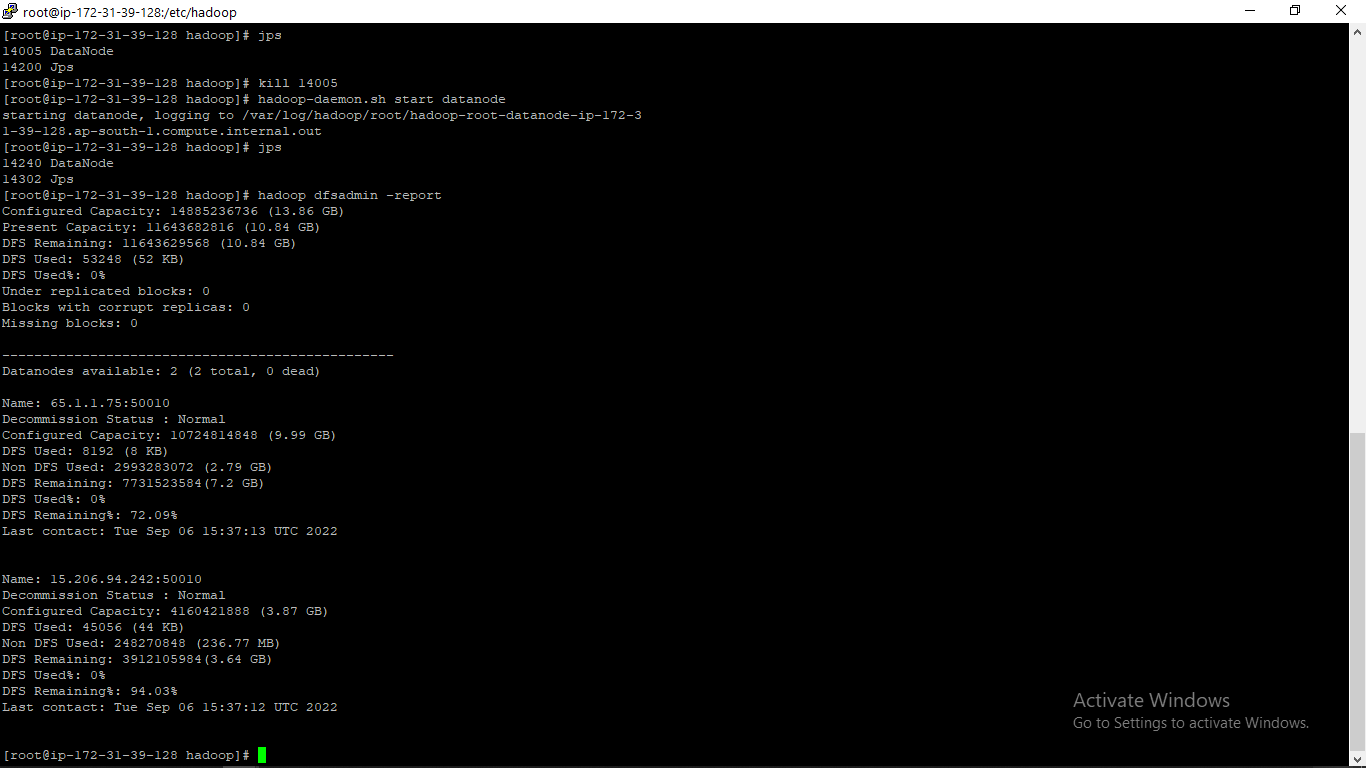 root@ip-172-31-39-128:/etc/hadoop
[root@ip-172-31-39-128 hadoop]# jps
14005 DataNode
14200 Jps
[root@ip-172-31-39-128 hadoop]# kill 14005
[root@ip-172-31-39-128 hadoop]# hadoop-daemon.sh start datanode
starting datanode, logging to /var/log/hadoop/root/hadoop-root-datanode-ip-172-3
1-39-128.ap-south-1.compute.internal.out
[root@ip-172-31-39-128 hadoop]# jps
14240 DataNode
14302 Jps
[root@ip-172-31-39-128 hadoop]# hadoop dfsadmin -report
Configured Capacity: 14885236736 (13.86 GB)
Present Capacity: 11643682816 (10.84 GB)
DFS Remaining: 11643629568 (10.84 GB)
DFS Used: 53248 (52 KB)
DFS Used%: 0%
Under replicated blocks: 0
Blocks with corrupt replicas: 0
Missing blocks: 0
-------------------------------------------------
Datanodes available: 2 (2 total, 0 dead)
Name: 65.1.1.75:50010
Decommission Status : Normal
Configured Capacity: 10724814848 (9.99 GB)
DFS Used: 8192 (8 KB)
Non DFS Used: 2993283072 (2.79 GB)
DFS Remaining: 7731523584(7.2 GB)
DFS Used%: 0%
DFS Remaining%: 72.09%
Last contact: Tue Sep 06 15:37:13 UTC 2022
Name: 15.206.94.242:50010
Decommission Status : Normal
Configured Capacity: 4160421888 (3.87 GB)
DFS Used: 45056 (44 KB)
Non DFS Used: 248270848 (236.77 MB)
DFS Remaining: 3912105984(3.64 GB)
DFS Used%: 0%
DFS Remaining%: 94.03%
Last contact: Tue Sep 06 15:37:12 UTC 2022
[root@ip-172-31-39-128 hadoop]#
Activate Windows
Go to Settings to activate Windows.